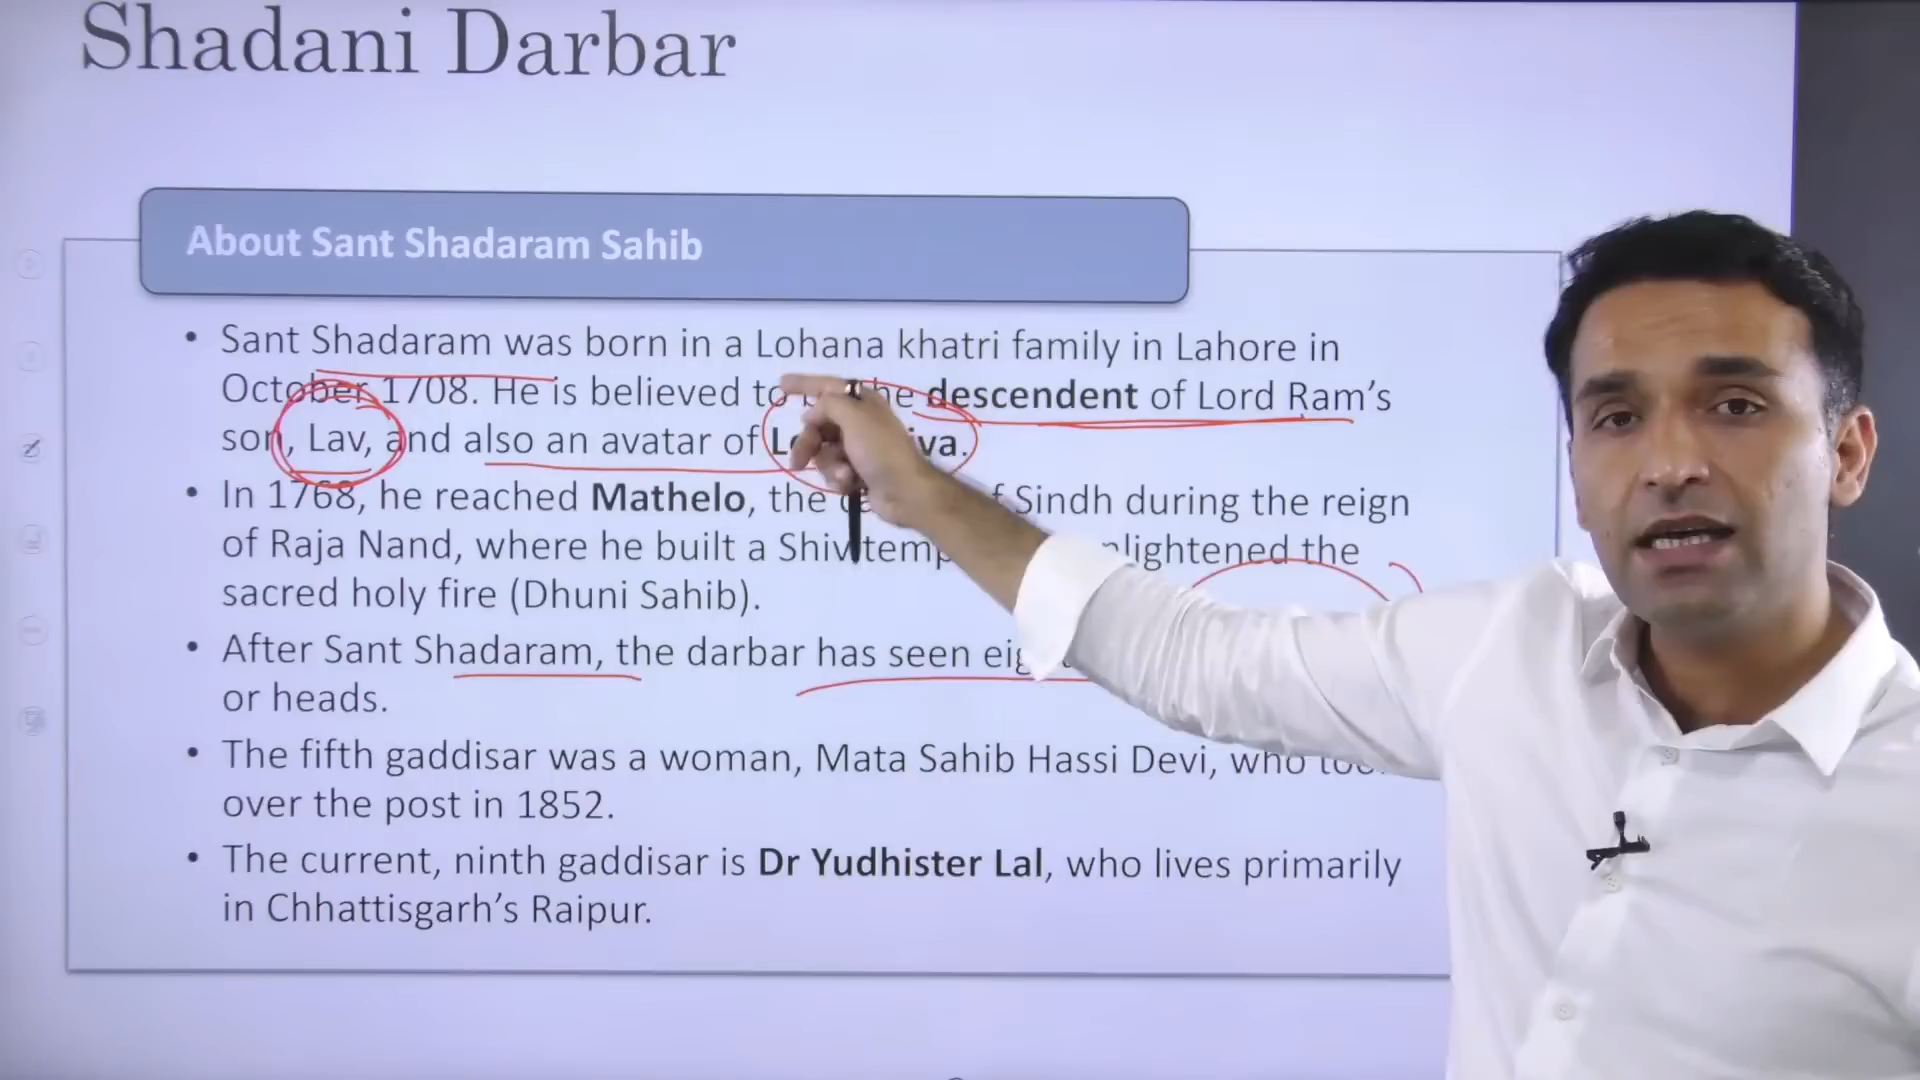 Shadani Darbar
About Sant Shadaram Sahib
• Sant Shadaram was born in a Lohana khatri family in Lahore in
October 1708. He is believed to the descendent of Lord Ram's
son, Lav, and also an avatar of
• In 1768, he reached Mathelo, the of Sindh during the reign
of Raja Nand, where he built a Shiv the
sacred holy fire (Dhuni Sahib).
• After Sant Shadaram, the darbar has seen
or heads.
• The fifth gaddisar was a woman, Mata Sahib Hassi Devi, who
over the post in 1852.
• The current, ninth gaddisar is Dr Yudhister Lal, who lives primarily
in Chhattisgarh's Raipur.